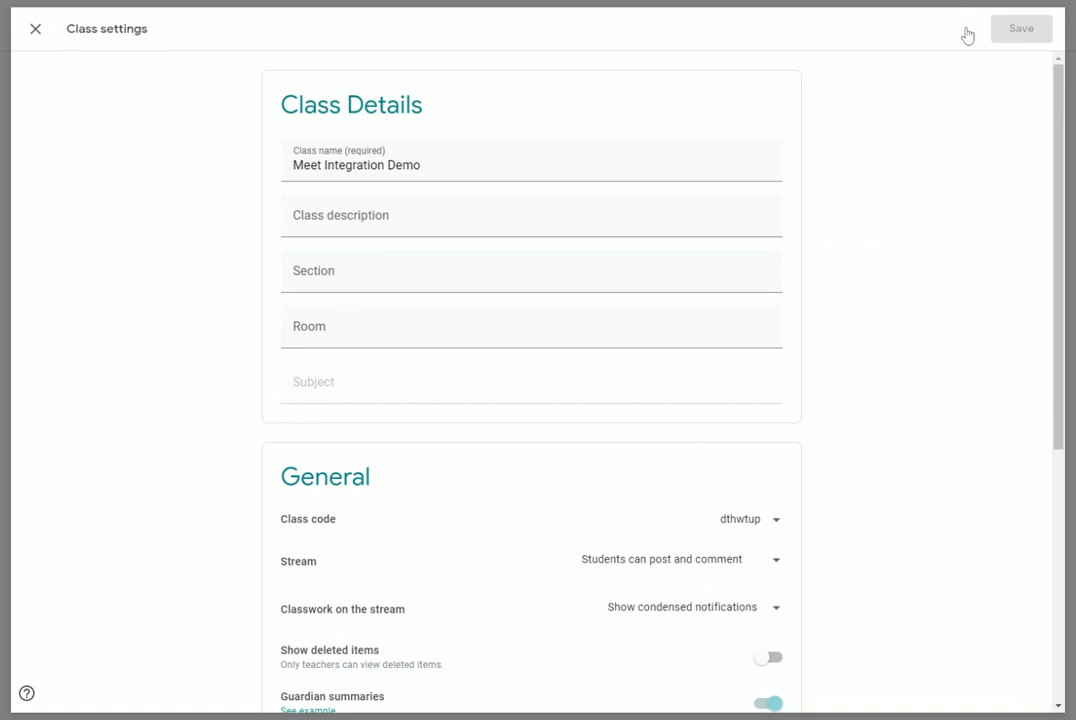 Class settings
Save
Class Details
Class name (required)
Meet Integration Demo
Class description
Section
Room
Subject
General
Class code
dthwtup
Stream
Students can post and comment
Classwork on the stream
Show condensed notifications
Show deleted items
Only teachers can view deleted items.
Guardian summaries
See example